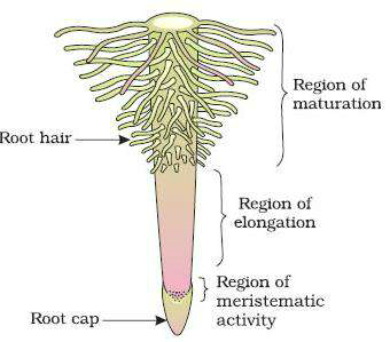 Region of
maturation
Root hair
Region of
elongation
Region of
meristematic
activity
Root cap